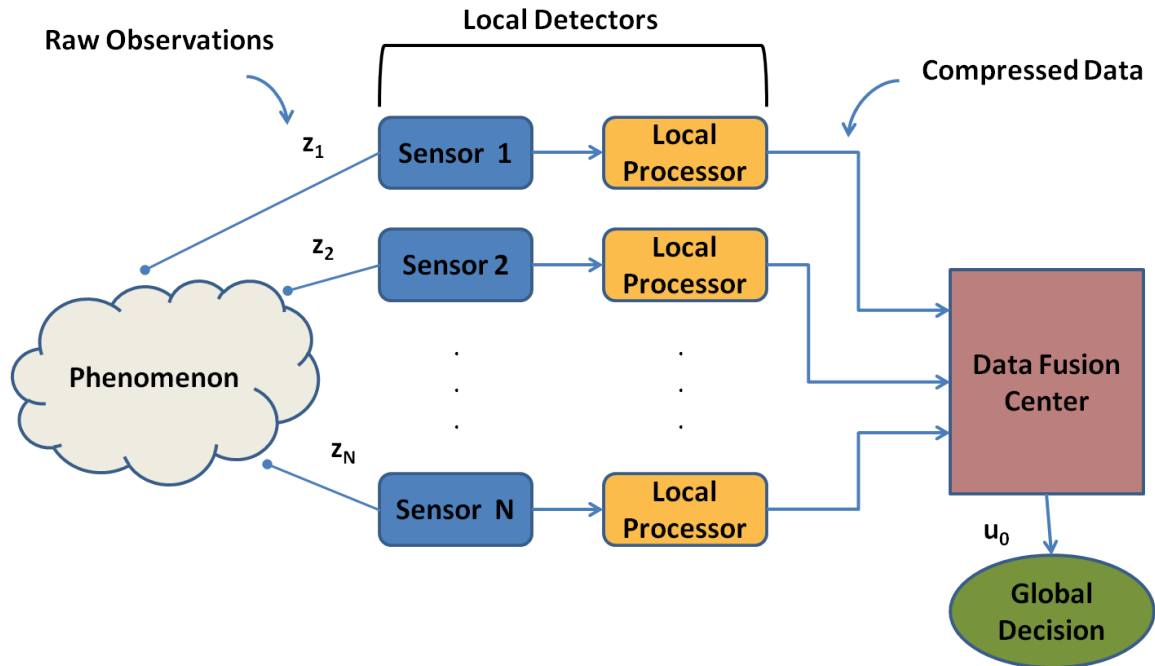 Local Detectors
Raw Observations
Compressed Data
z₁
Sensor 1
Local
Processor
z₂
Sensor 2
Local
Processor
Phenomenon
. .
. .
. .
Data Fusion
Center
z_N
Sensor N
Local
Processor
u₀
Global
Decision